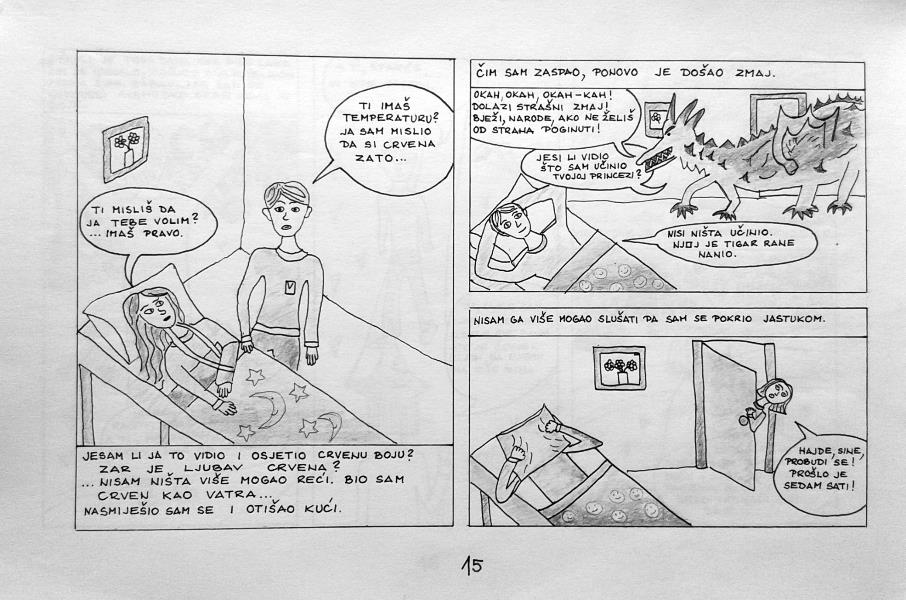 TI IMAŠ
TEMPERATURU?
JA SAM MISLIO
DA SI CRVENA
ZATO...
TI MISLIŠ DA
JA TEBE VOLIM?
...IMAŠ PRAVO.
JESAM LI JA TO VIDIO I OSJETIO CRVENU BOJU?
ZAR JE LJUBAV CRVENA?
...NISAM NIŠTA VIŠE MOGAO REĆI. BIO SAM
CRVEN KAO VATRA...
NASMIJEŠIO SAM SE I OTIŠAO KUĆI.
ČIM SAM ZASPAO, PONOVO JE DOŠAO ZMAJ.
OKAH, OKAH, OKAH-KAH!
DOLAZI STRAŠNI ZMAJ!
BJEŽI, NARODE, AKO NE ŽELIŠ
OD STRAHA POGINUTI!
JESI LI VIDIO
ŠTO SAM UČINIO
TVOJOJ PRINCEZI?
NISI NIŠTA UČINIO.
NJOJ JE TIGAR RANE
NANIO.
NISAM GA VIŠE MOGAO SLUŠATI PA SAM SE POKRIO JASTUKOM.
HAJDE, SINE,
PROBUDI SE!
PROŠLO JE
SEDAM SATI!
15